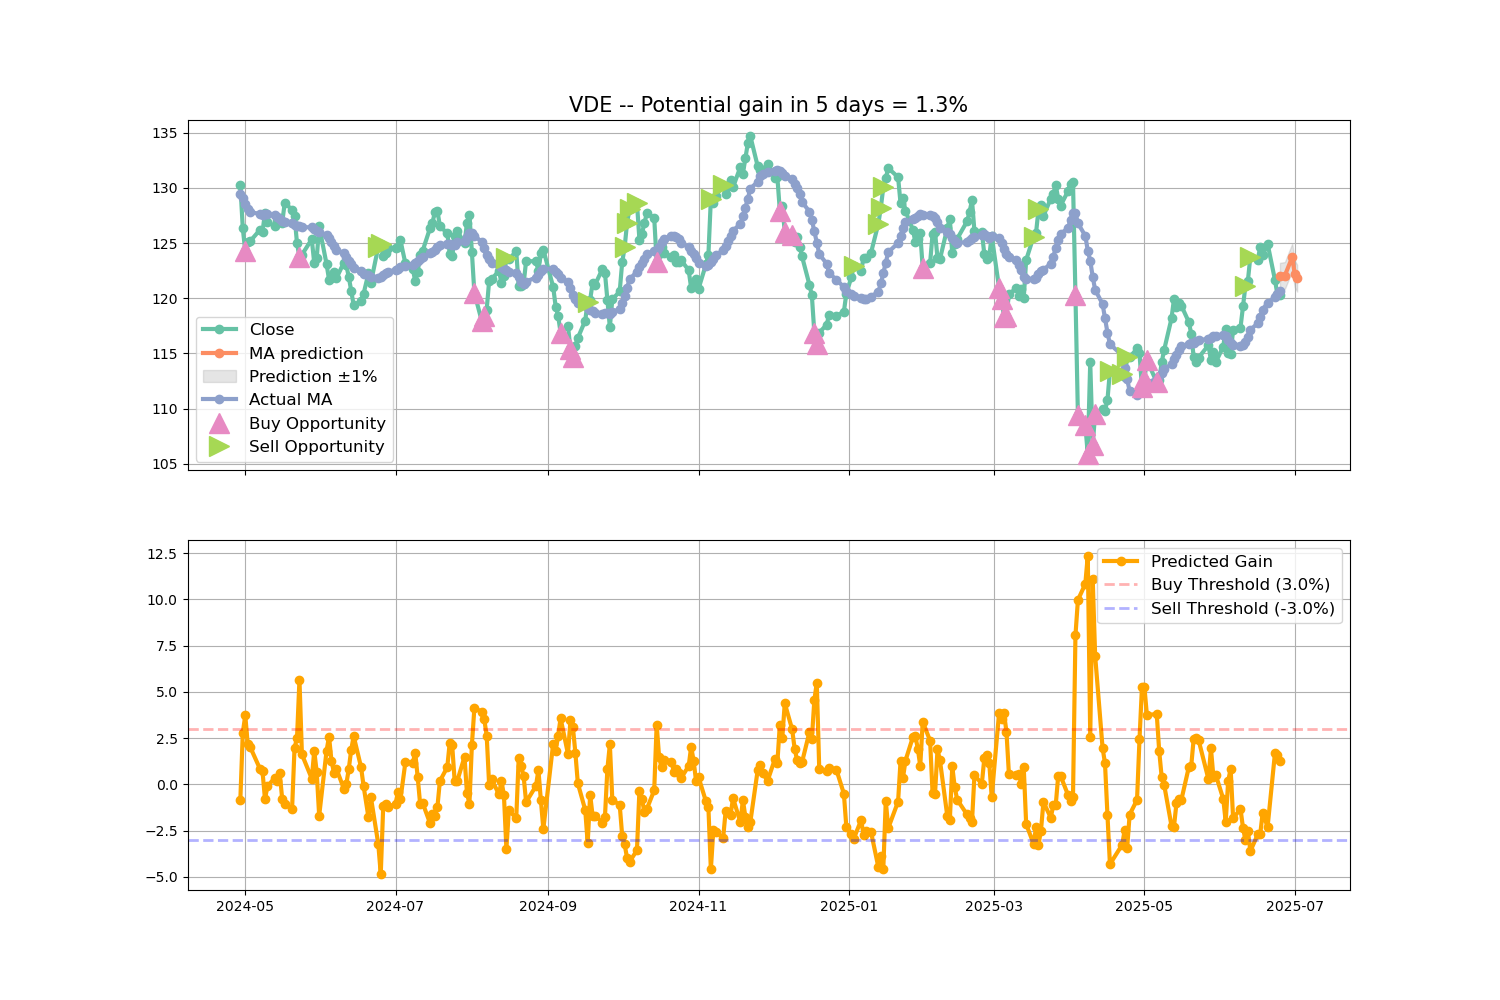 VDE -- Potential gain in 5 days = 1.3%
135
130
125
120
115
110
105
Close
MA prediction
Prediction ±1%
Actual MA
Buy Opportunity
Sell Opportunity
12.5
10.0
7.5
5.0
2.5
0.0
−2.5
−5.0
Predicted Gain
Buy Threshold (3.0%)
Sell Threshold (-3.0%)
2024-05
2024-07
2024-09
2024-11
2025-01
2025-03
2025-05
2025-07